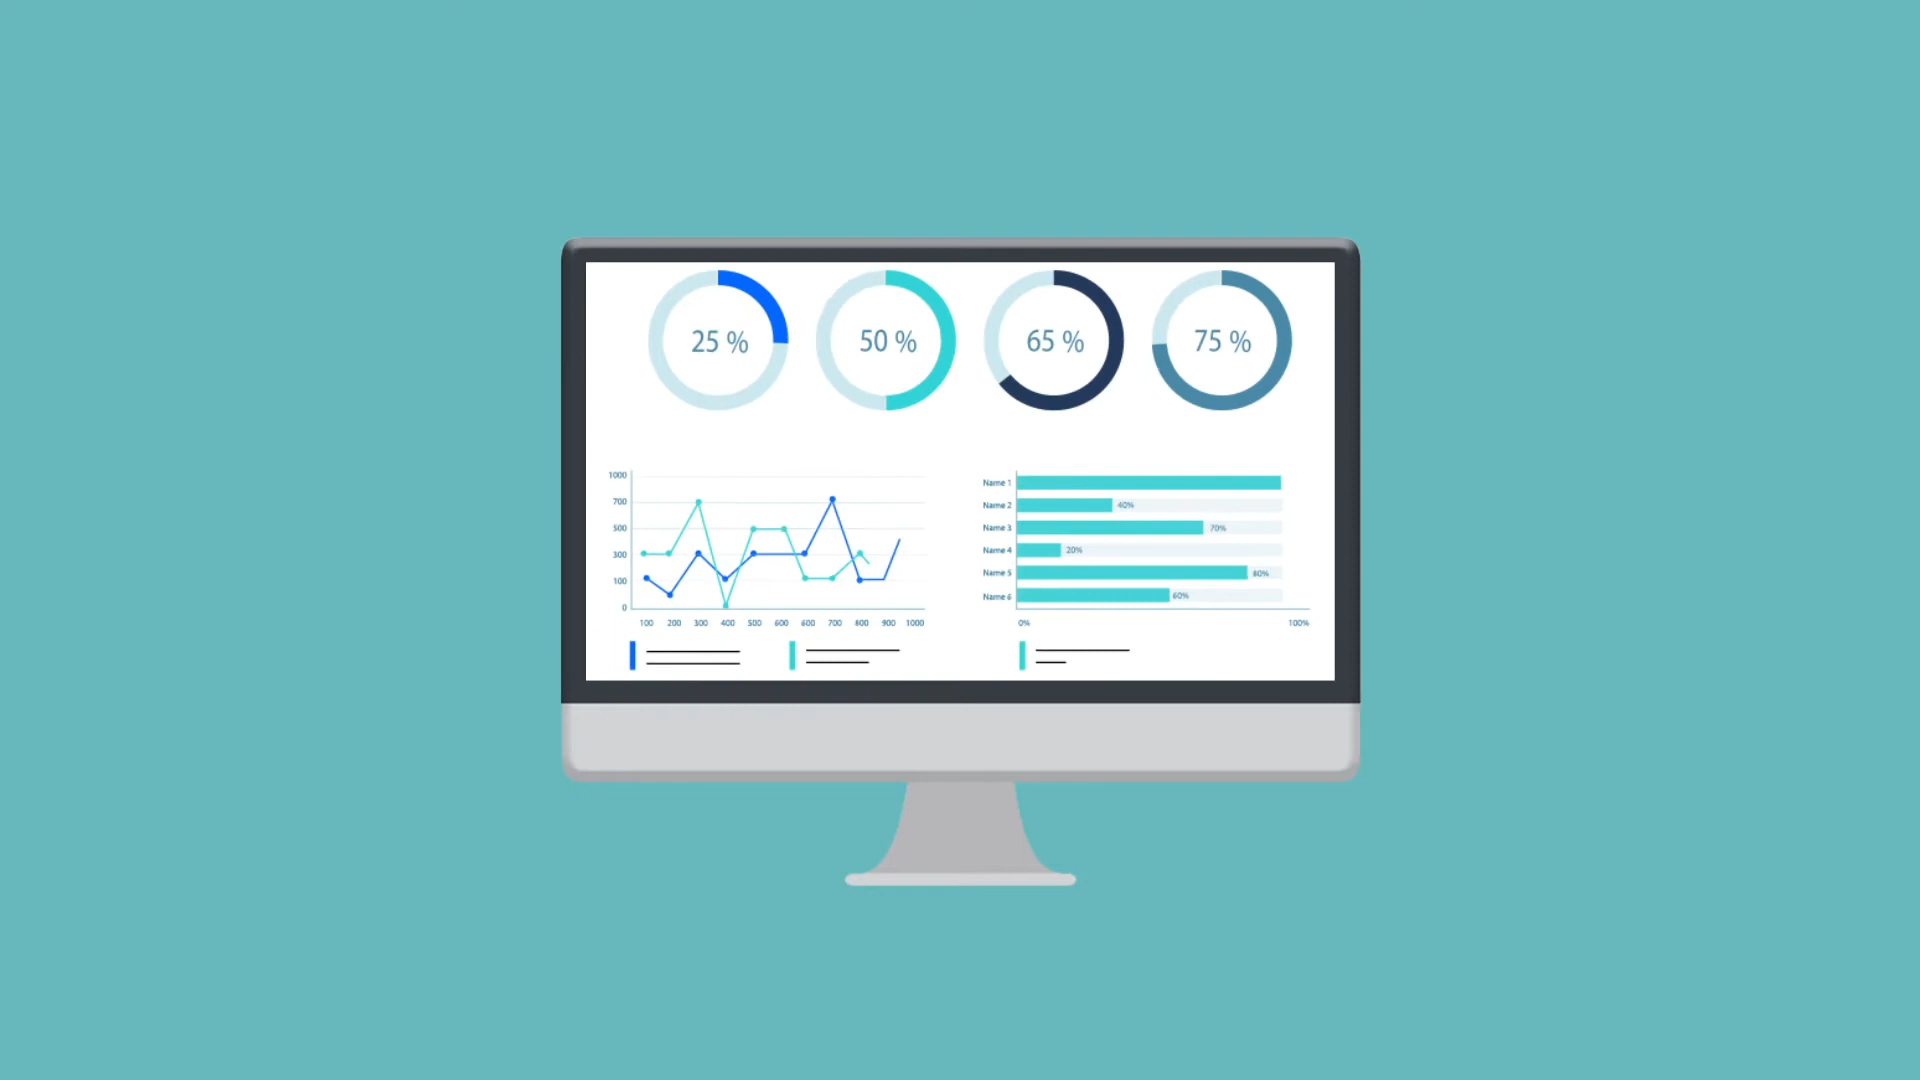 25 % 50 % 65 % 75 %
1000
700
500
300
100
0
100 200 300 400 500 600 600 700 800 900 1000
Name 1
Name 2 40%
Name 3 70%
Name 4 20%
Name 5 80%
Name 6 60%
0% 100%